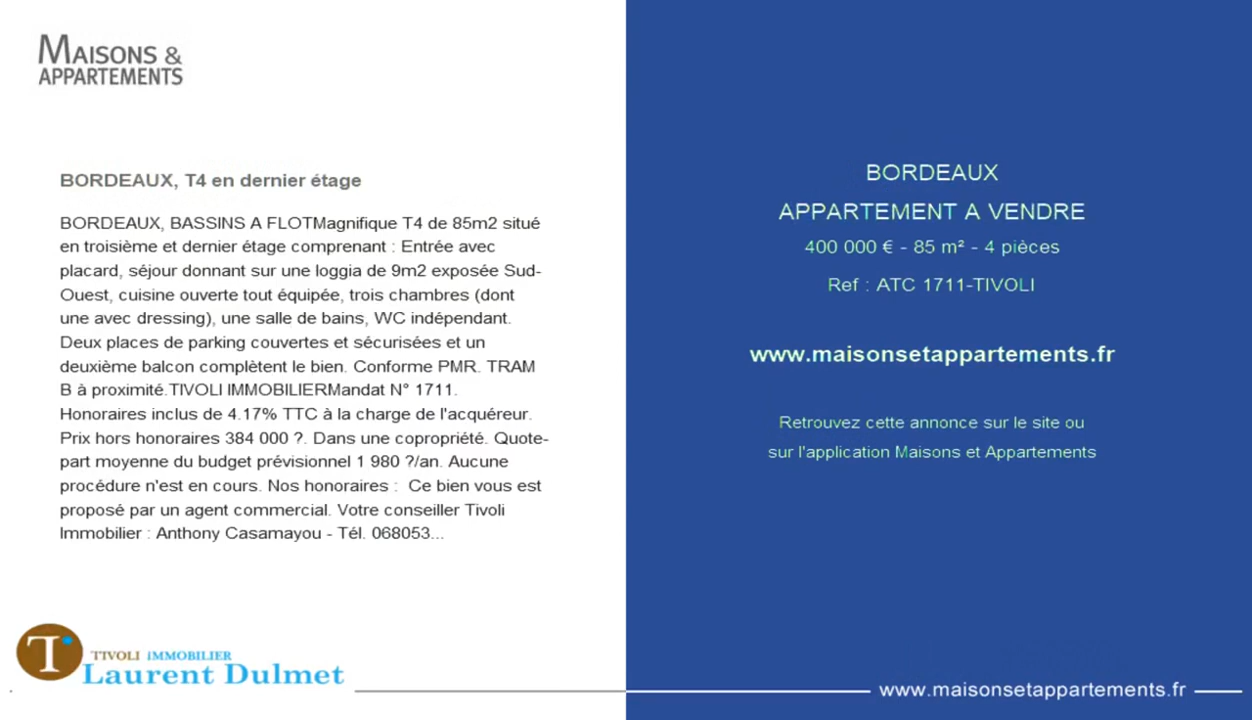 MAISONS &
APPARTEMENTS
BORDEAUX, T4 en dernier étage
BORDEAUX, BASSINS A FLOTMagnifique T4 de 85m2 situé
en troisième et dernier étage comprenant : Entrée avec
placard, séjour donnant sur une loggia de 9m2 exposée Sud-
Ouest, cuisine ouverte tout équipée, trois chambres (dont
une avec dressing), une salle de bains, WC indépendant.
Deux places de parking couvertes et sécurisées et un
deuxième balcon complètent le bien. Conforme PMR. TRAM
B à proximité.TIVOLI IMMOBILIERMandat N° 1711.
Honoraires inclus de 4.17% TTC à la charge de l'acquéreur.
Prix hors honoraires 384 000 ?. Dans une copropriété. Quote-
part moyenne du budget prévisionnel 1 980 ?/an. Aucune
procédure n'est en cours. Nos honoraires :  Ce bien vous est
proposé par un agent commercial. Votre conseiller Tivoli
Immobilier : Anthony Casamayou - Tél. 068053...
T
TIVOLI IMMOBILIER
Laurent Dulmet
BORDEAUX
APPARTEMENT A VENDRE
400 000 € - 85 m² - 4 pièces
Ref : ATC 1711-TIVOLI
www.maisonsetappartements.fr
Retrouvez cette annonce sur le site ou
sur l'application Maisons et Appartements
www.maisonsetappartements.fr